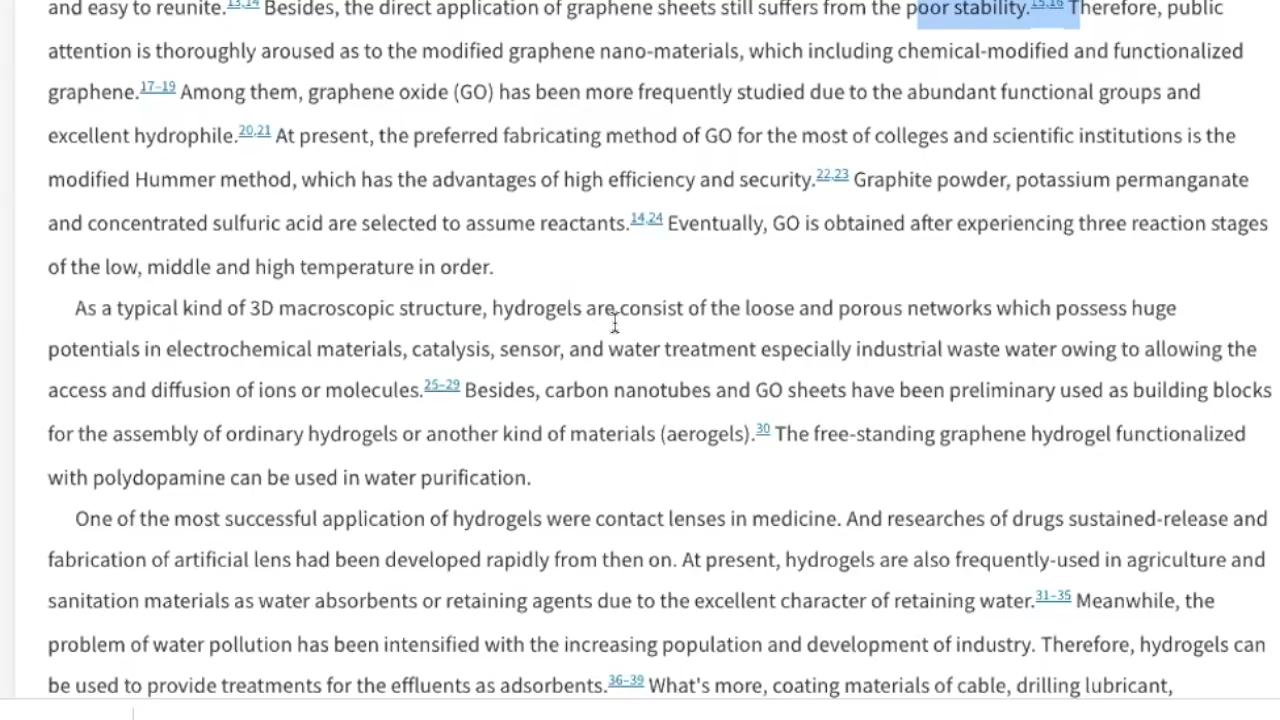 and easy to reunite.13,14 Besides, the direct application of graphene sheets still suffers from the poor stability.15,16 Therefore, public
attention is thoroughly aroused as to the modified graphene nano-materials, which including chemical-modified and functionalized
graphene.17–19 Among them, graphene oxide (GO) has been more frequently studied due to the abundant functional groups and
excellent hydrophile.20,21 At present, the preferred fabricating method of GO for the most of colleges and scientific institutions is the
modified Hummer method, which has the advantages of high efficiency and security.22,23 Graphite powder, potassium permanganate
and concentrated sulfuric acid are selected to assume reactants.14,24 Eventually, GO is obtained after experiencing three reaction stages
of the low, middle and high temperature in order.
As a typical kind of 3D macroscopic structure, hydrogels are consist of the loose and porous networks which possess huge
potentials in electrochemical materials, catalysis, sensor, and water treatment especially industrial waste water owing to allowing the
access and diffusion of ions or molecules.25–29 Besides, carbon nanotubes and GO sheets have been preliminary used as building blocks
for the assembly of ordinary hydrogels or another kind of materials (aerogels).30 The free-standing graphene hydrogel functionalized
with polydopamine can be used in water purification.
One of the most successful application of hydrogels were contact lenses in medicine. And researches of drugs sustained-release and
fabrication of artificial lens had been developed rapidly from then on. At present, hydrogels are also frequently-used in agriculture and
sanitation materials as water absorbents or retaining agents due to the excellent character of retaining water.31–35 Meanwhile, the
problem of water pollution has been intensified with the increasing population and development of industry. Therefore, hydrogels can
be used to provide treatments for the effluents as adsorbents.36–39 What's more, coating materials of cable, drilling lubricant,